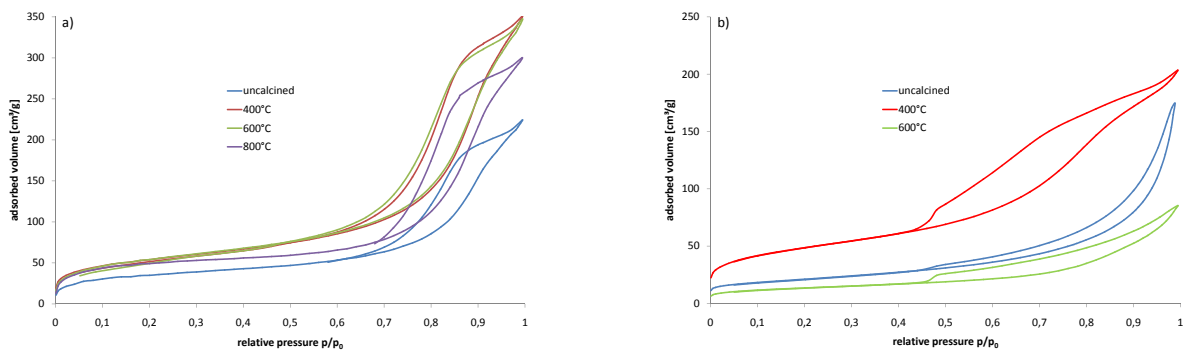 a)
350
300
250
200
150
100
50
0
adsorbed volume [cm³/g]
uncalcined
400°C
600°C
800°C
0 0,1 0,2 0,3 0,4 0,5 0,6 0,7 0,8 0,9 1
relative pressure p/p₀
b)
250
200
150
100
50
0
adsorbed volume [cm³/g]
uncalcined
400°C
600°C
0 0,1 0,2 0,3 0,4 0,5 0,6 0,7 0,8 0,9 1
relative pressure p/p₀